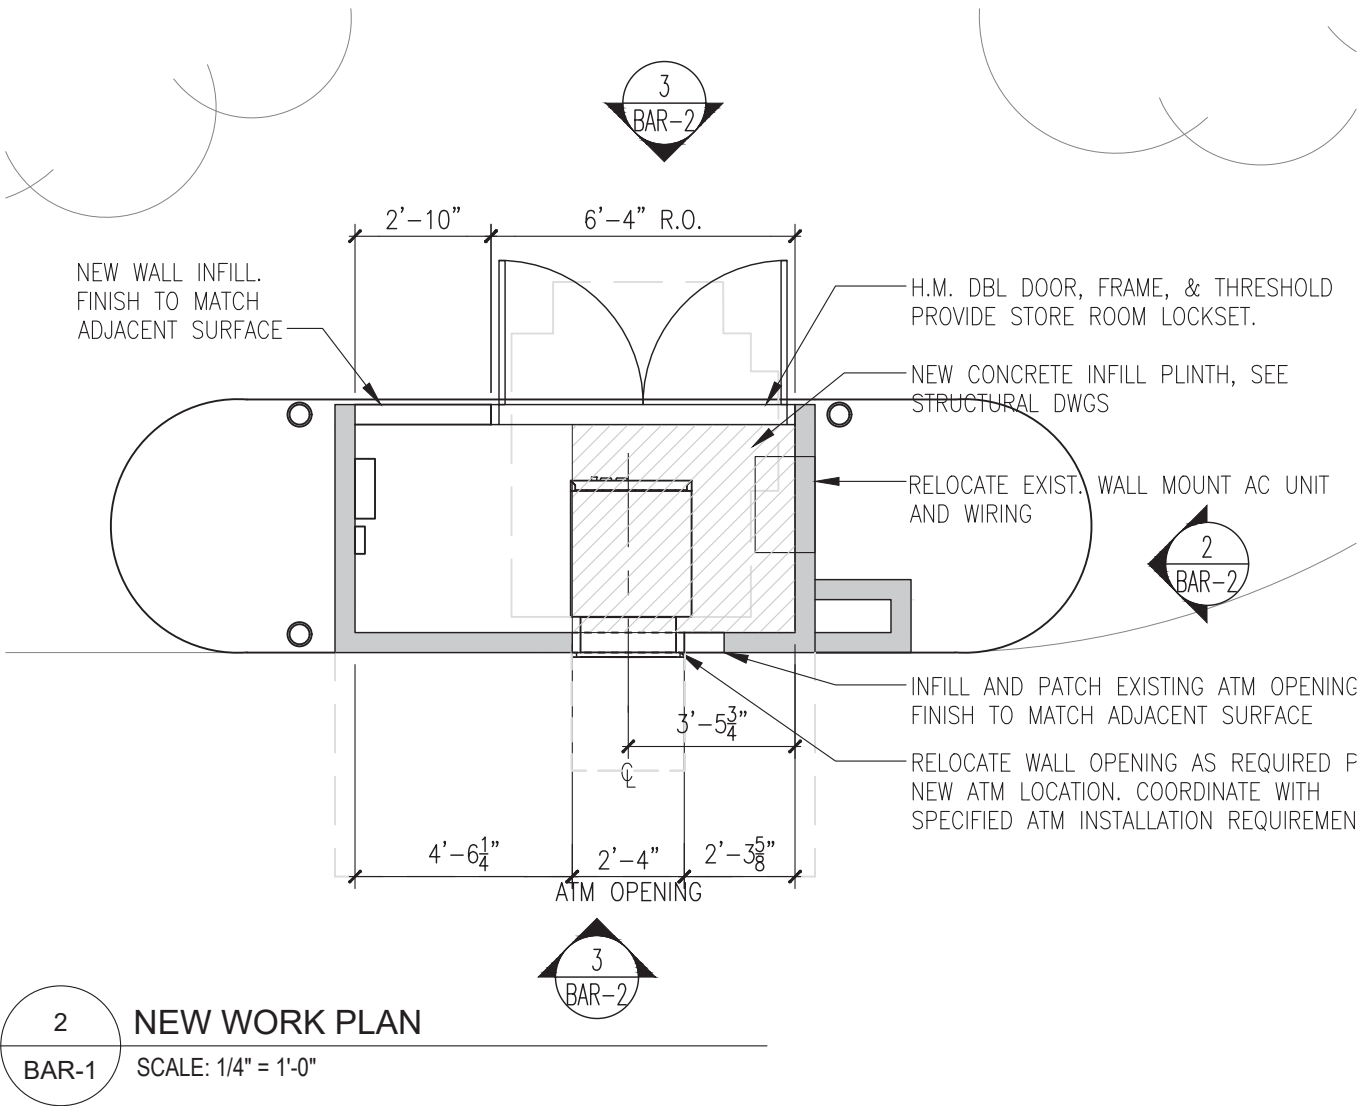 3
BAR-2
2'-10"
6'-4" R.O.
NEW WALL INFILL.
FINISH TO MATCH
ADJACENT SURFACE
H.M. DBL DOOR, FRAME, & THRESHOLD
PROVIDE STORE ROOM LOCKSET.
NEW CONCRETE INFILL PLINTH, SEE
STRUCTURAL DWGS
RELOCATE EXIST. WALL MOUNT AC UNIT
AND WIRING
2
BAR-2
INFILL AND PATCH EXISTING ATM OPENING
FINISH TO MATCH ADJACENT SURFACE
3'-5¾"
RELOCATE WALL OPENING AS REQUIRED P
NEW ATM LOCATION. COORDINATE WITH
SPECIFIED ATM INSTALLATION REQUIREMEN
℄
4'-6¼"
2'-4"
2'-3⅝"
ATM OPENING
3
BAR-2
2
BAR-1
NEW WORK PLAN
SCALE: 1/4" = 1'-0"